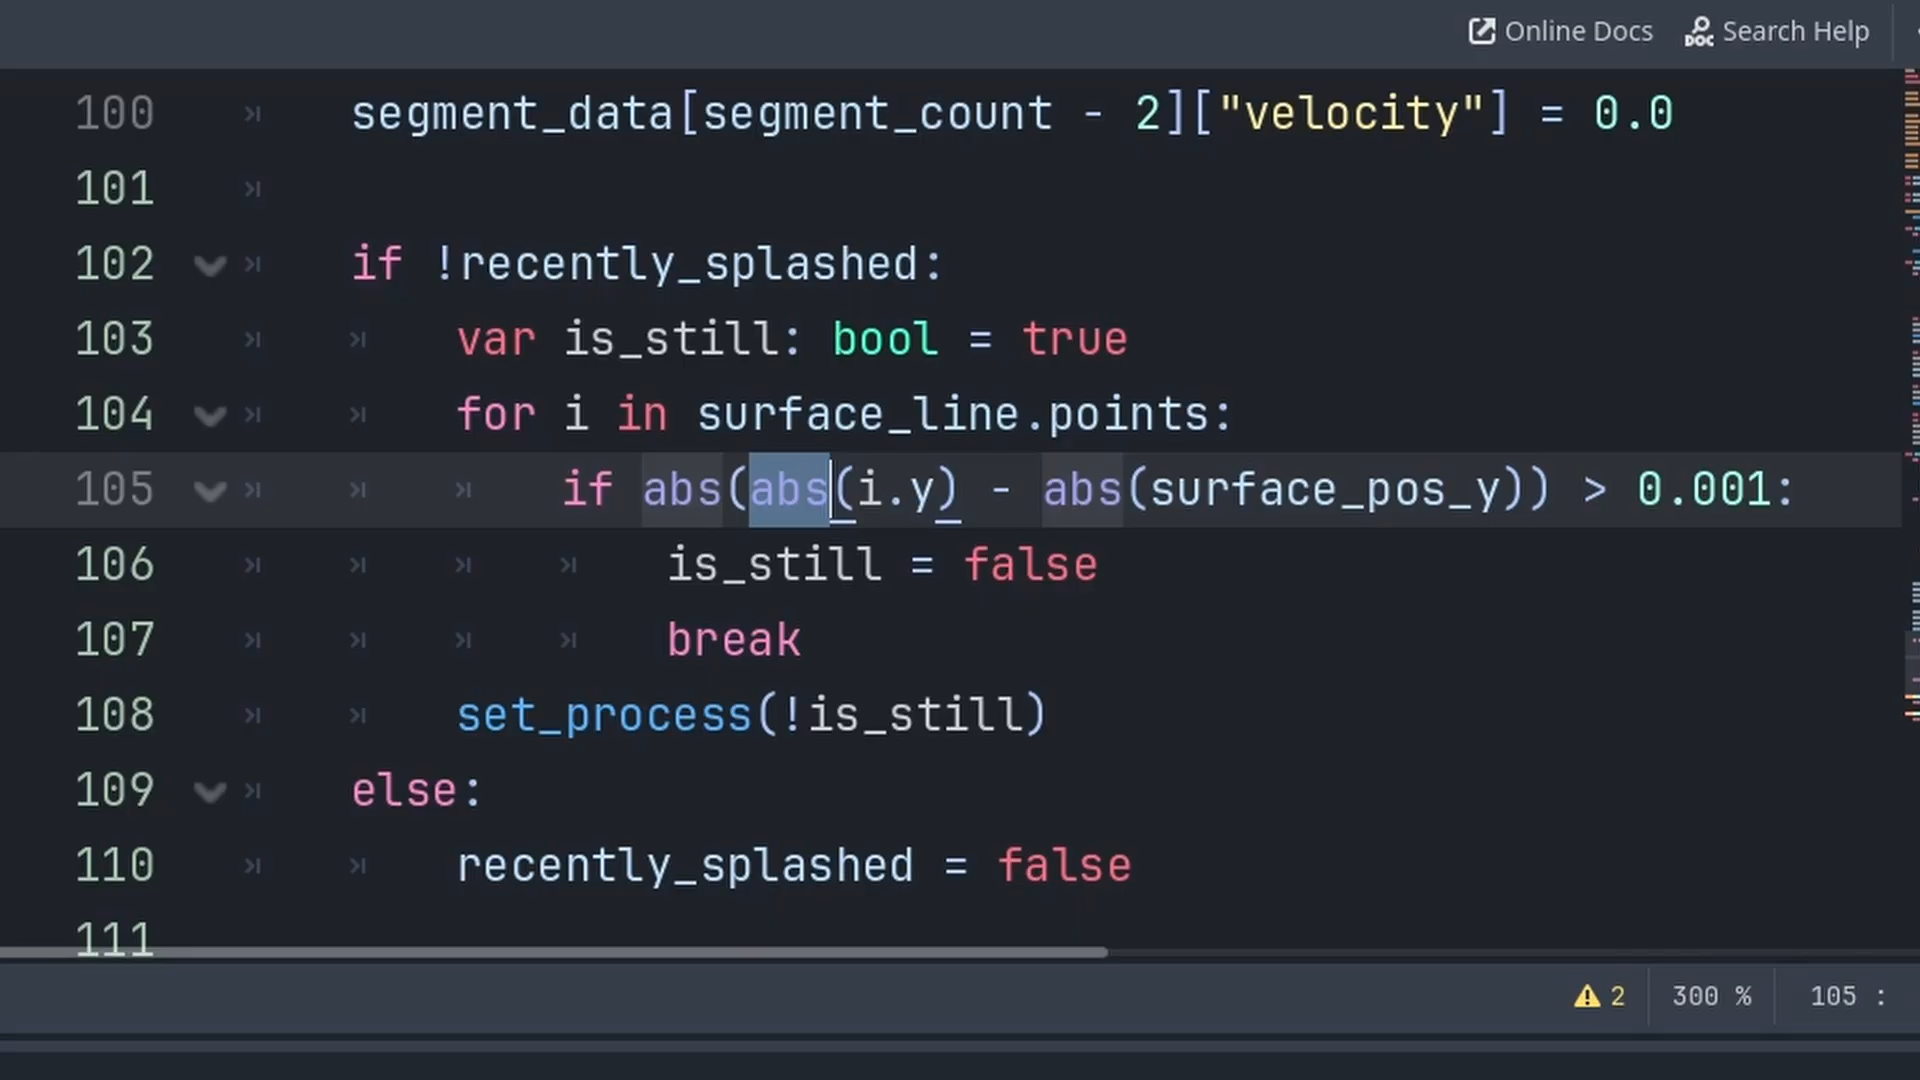 Online Docs Search Help
100 segment_data[segment_count - 2]["velocity"] = 0.0
101
102 if !recently_splashed:
103 var is_still: bool = true
104 for i in surface_line.points:
105 if abs(abs(i.y) - abs(surface_pos_y)) > 0.001:
106 is_still = false
107 break
108 set_process(!is_still)
109 else:
110 recently_splashed = false
111
2 300 % 105 :